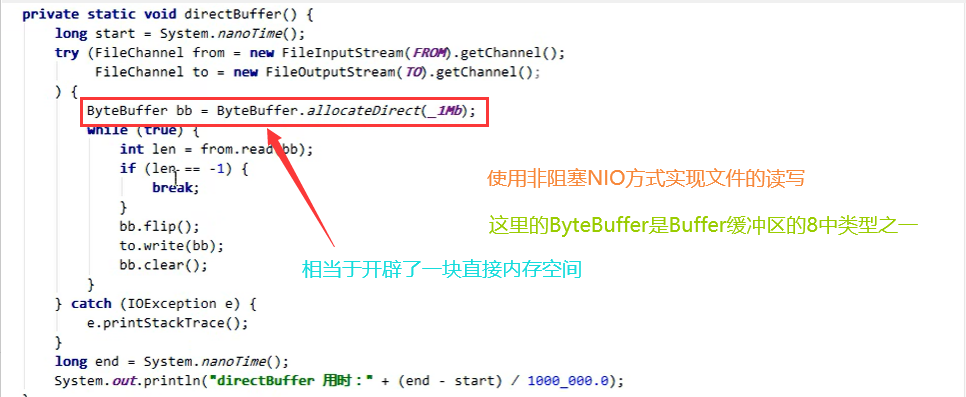 private static void directBuffer() {
long start = System.nanoTime();
try (FileChannel from = new FileInputStream(FROM).getChannel();
FileChannel to = new FileOutputStream(TO).getChannel();
) {
ByteBuffer bb = ByteBuffer.allocateDirect(_1Mb);
while (true) {
int len = from.read(bb);
if (len == -1) {
使用非阻塞NIO方式实现文件的读写
break;
}
bb.flip();
这里的ByteBuffer是Buffer缓冲区的8中类型之一
to.write(bb);
bb.clear();
相当于开辟了一块直接内存空间
}
} catch (IOException e) {
e.printStackTrace();
}
long end = System.nanoTime();
System.out.println("directBuffer 用时：" + (end - start) / 1000_000.0);